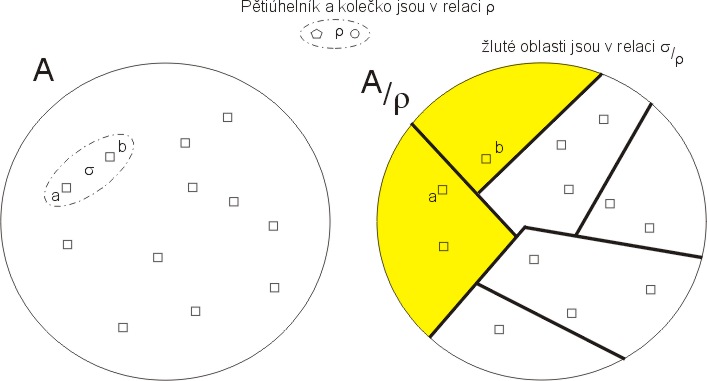 Pětiúhelník a kolečko jsou v relaci ρ
ρ
žluté oblasti jsou v relaci σ/ρ
A
A/ρ
b
σ
a
b
a